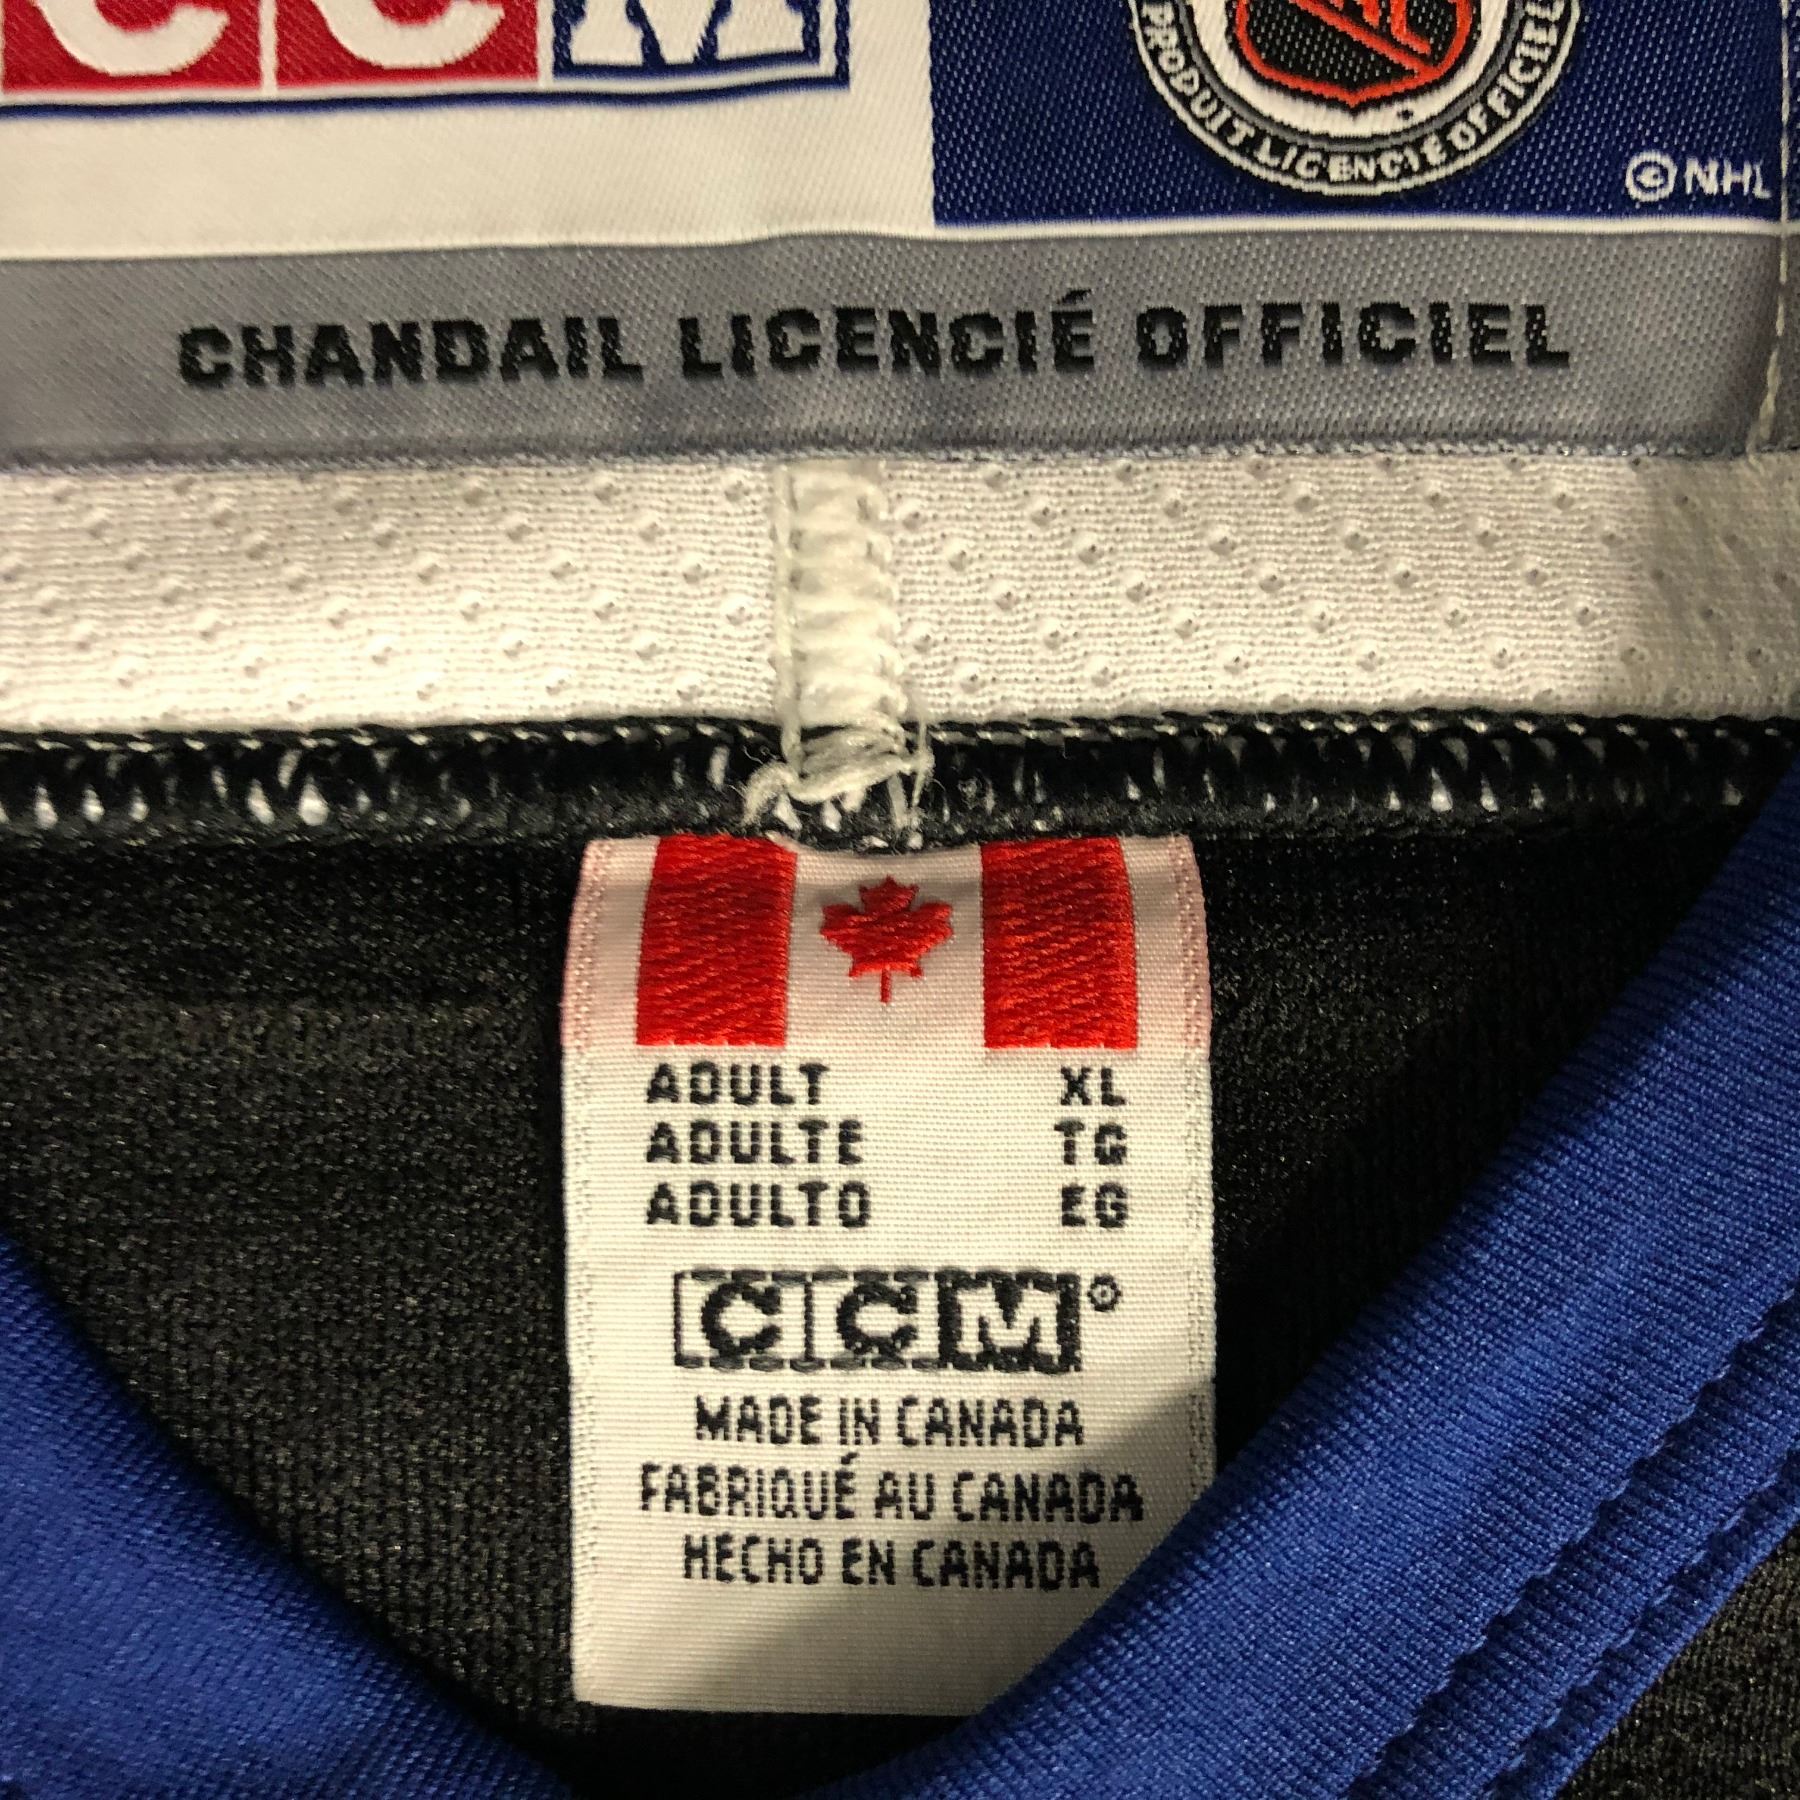 CCM
PRODUIT LICENCIÉ OFFICIEL
© NHL
CHANDAIL LICENCIÉ OFFICIEL
ADULT XL
ADULTE TG
ADULTO EG
CCM®
MADE IN CANADA
FABRIQUÉ AU CANADA
HECHO EN CANADA